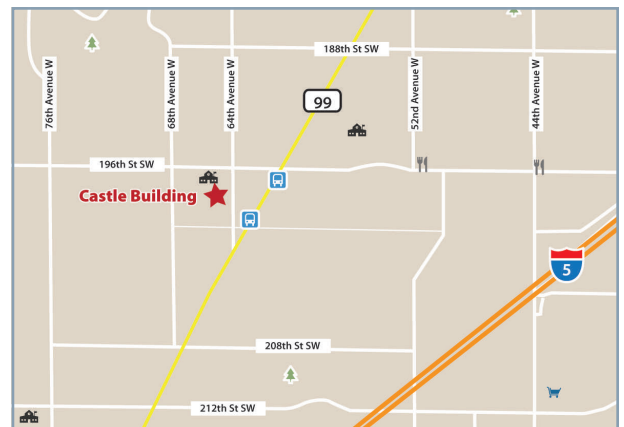 188th St SW
76th Avenue W
68th Avenue W
64th Avenue W
52nd Avenue W
44th Avenue W
99
196th St SW
Castle Building
5
208th St SW
212th St SW